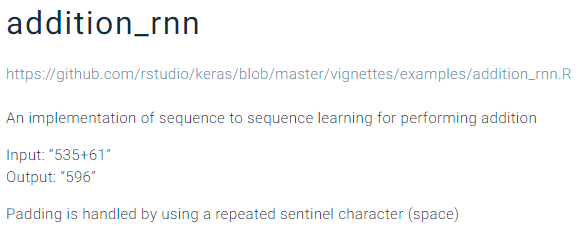 addition_rnn
https://github.com/rstudio/keras/blob/master/vignettes/examples/addition_rnn.R
An implementation of sequence to sequence learning for performing addition
Input: “535+61”
Output: “596”
Padding is handled by using a repeated sentinel character (space)